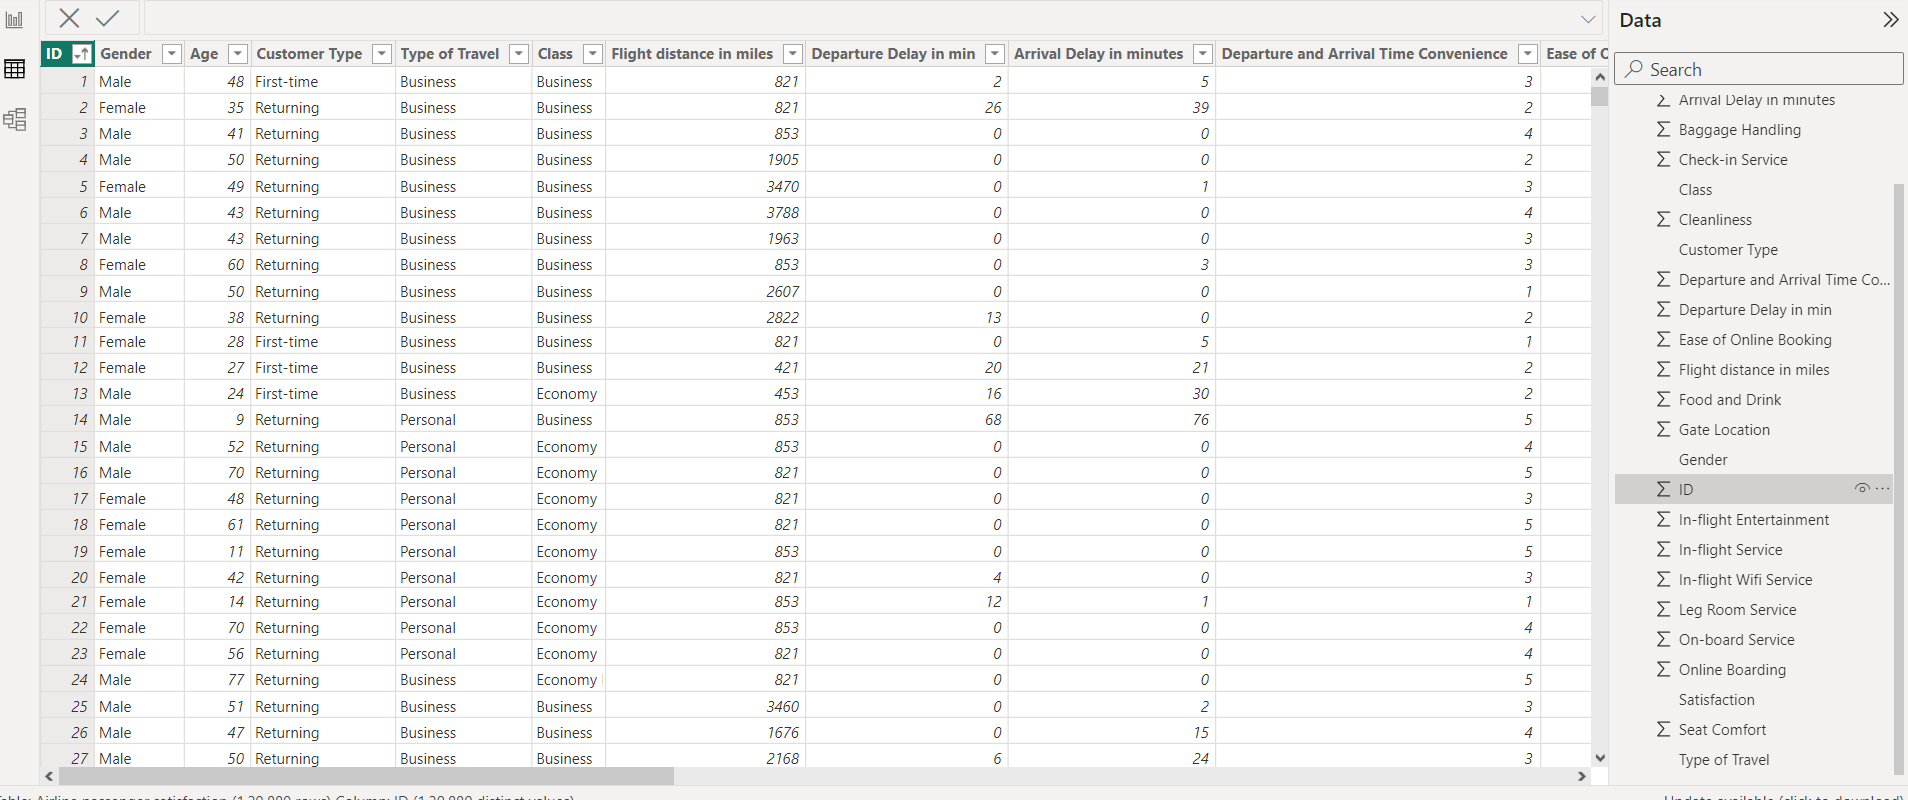 Data
ID Gender Age Customer Type Type of Travel Class Flight distance in miles Departure Delay in min Arrival Delay in minutes Departure and Arrival Time Convenience Ease of O
1 Male 48 First-time Business Business 821 2 5 3
2 Female 35 Returning Business Business 821 26 39 2
3 Male 41 Returning Business Business 853 0 0 4
4 Male 50 Returning Business Business 1905 0 0 2
5 Female 49 Returning Business Business 3470 0 1 3
6 Male 43 Returning Business Business 3788 0 0 4
7 Male 43 Returning Business Business 1963 0 0 3
8 Female 60 Returning Business Business 853 0 3 3
9 Male 50 Returning Business Business 2607 0 0 1
10 Female 38 Returning Business Business 2822 13 0 2
11 Female 28 First-time Business Business 821 0 5 1
12 Female 27 First-time Business Business 421 20 21 2
13 Male 24 First-time Business Economy 453 16 30 2
14 Male 9 Returning Personal Business 853 68 76 5
15 Male 52 Returning Personal Economy 853 0 0 4
16 Male 70 Returning Personal Economy 821 0 0 5
17 Female 48 Returning Personal Economy 821 0 0 3
18 Female 61 Returning Personal Economy 821 0 0 5
19 Female 11 Returning Personal Economy 853 0 0 5
20 Female 42 Returning Personal Economy 821 4 0 3
21 Female 14 Returning Personal Economy 853 12 1 1
22 Female 70 Returning Personal Economy 853 0 0 4
23 Female 56 Returning Personal Economy 821 0 0 4
24 Male 77 Returning Business Economy 821 0 0 5
25 Male 51 Returning Business Business 3460 0 2 3
26 Male 47 Returning Business Business 1676 0 15 4
27 Male 50 Returning Business Business 2168 6 24 3
Search
Arrival Delay in minutes
Baggage Handling
Check-in Service
Class
Cleanliness
Customer Type
Departure and Arrival Time Co...
Departure Delay in min
Ease of Online Booking
Flight distance in miles
Food and Drink
Gate Location
Gender
ID
In-flight Entertainment
In-flight Service
In-flight Wifi Service
Leg Room Service
On-board Service
Online Boarding
Satisfaction
Seat Comfort
Type of Travel